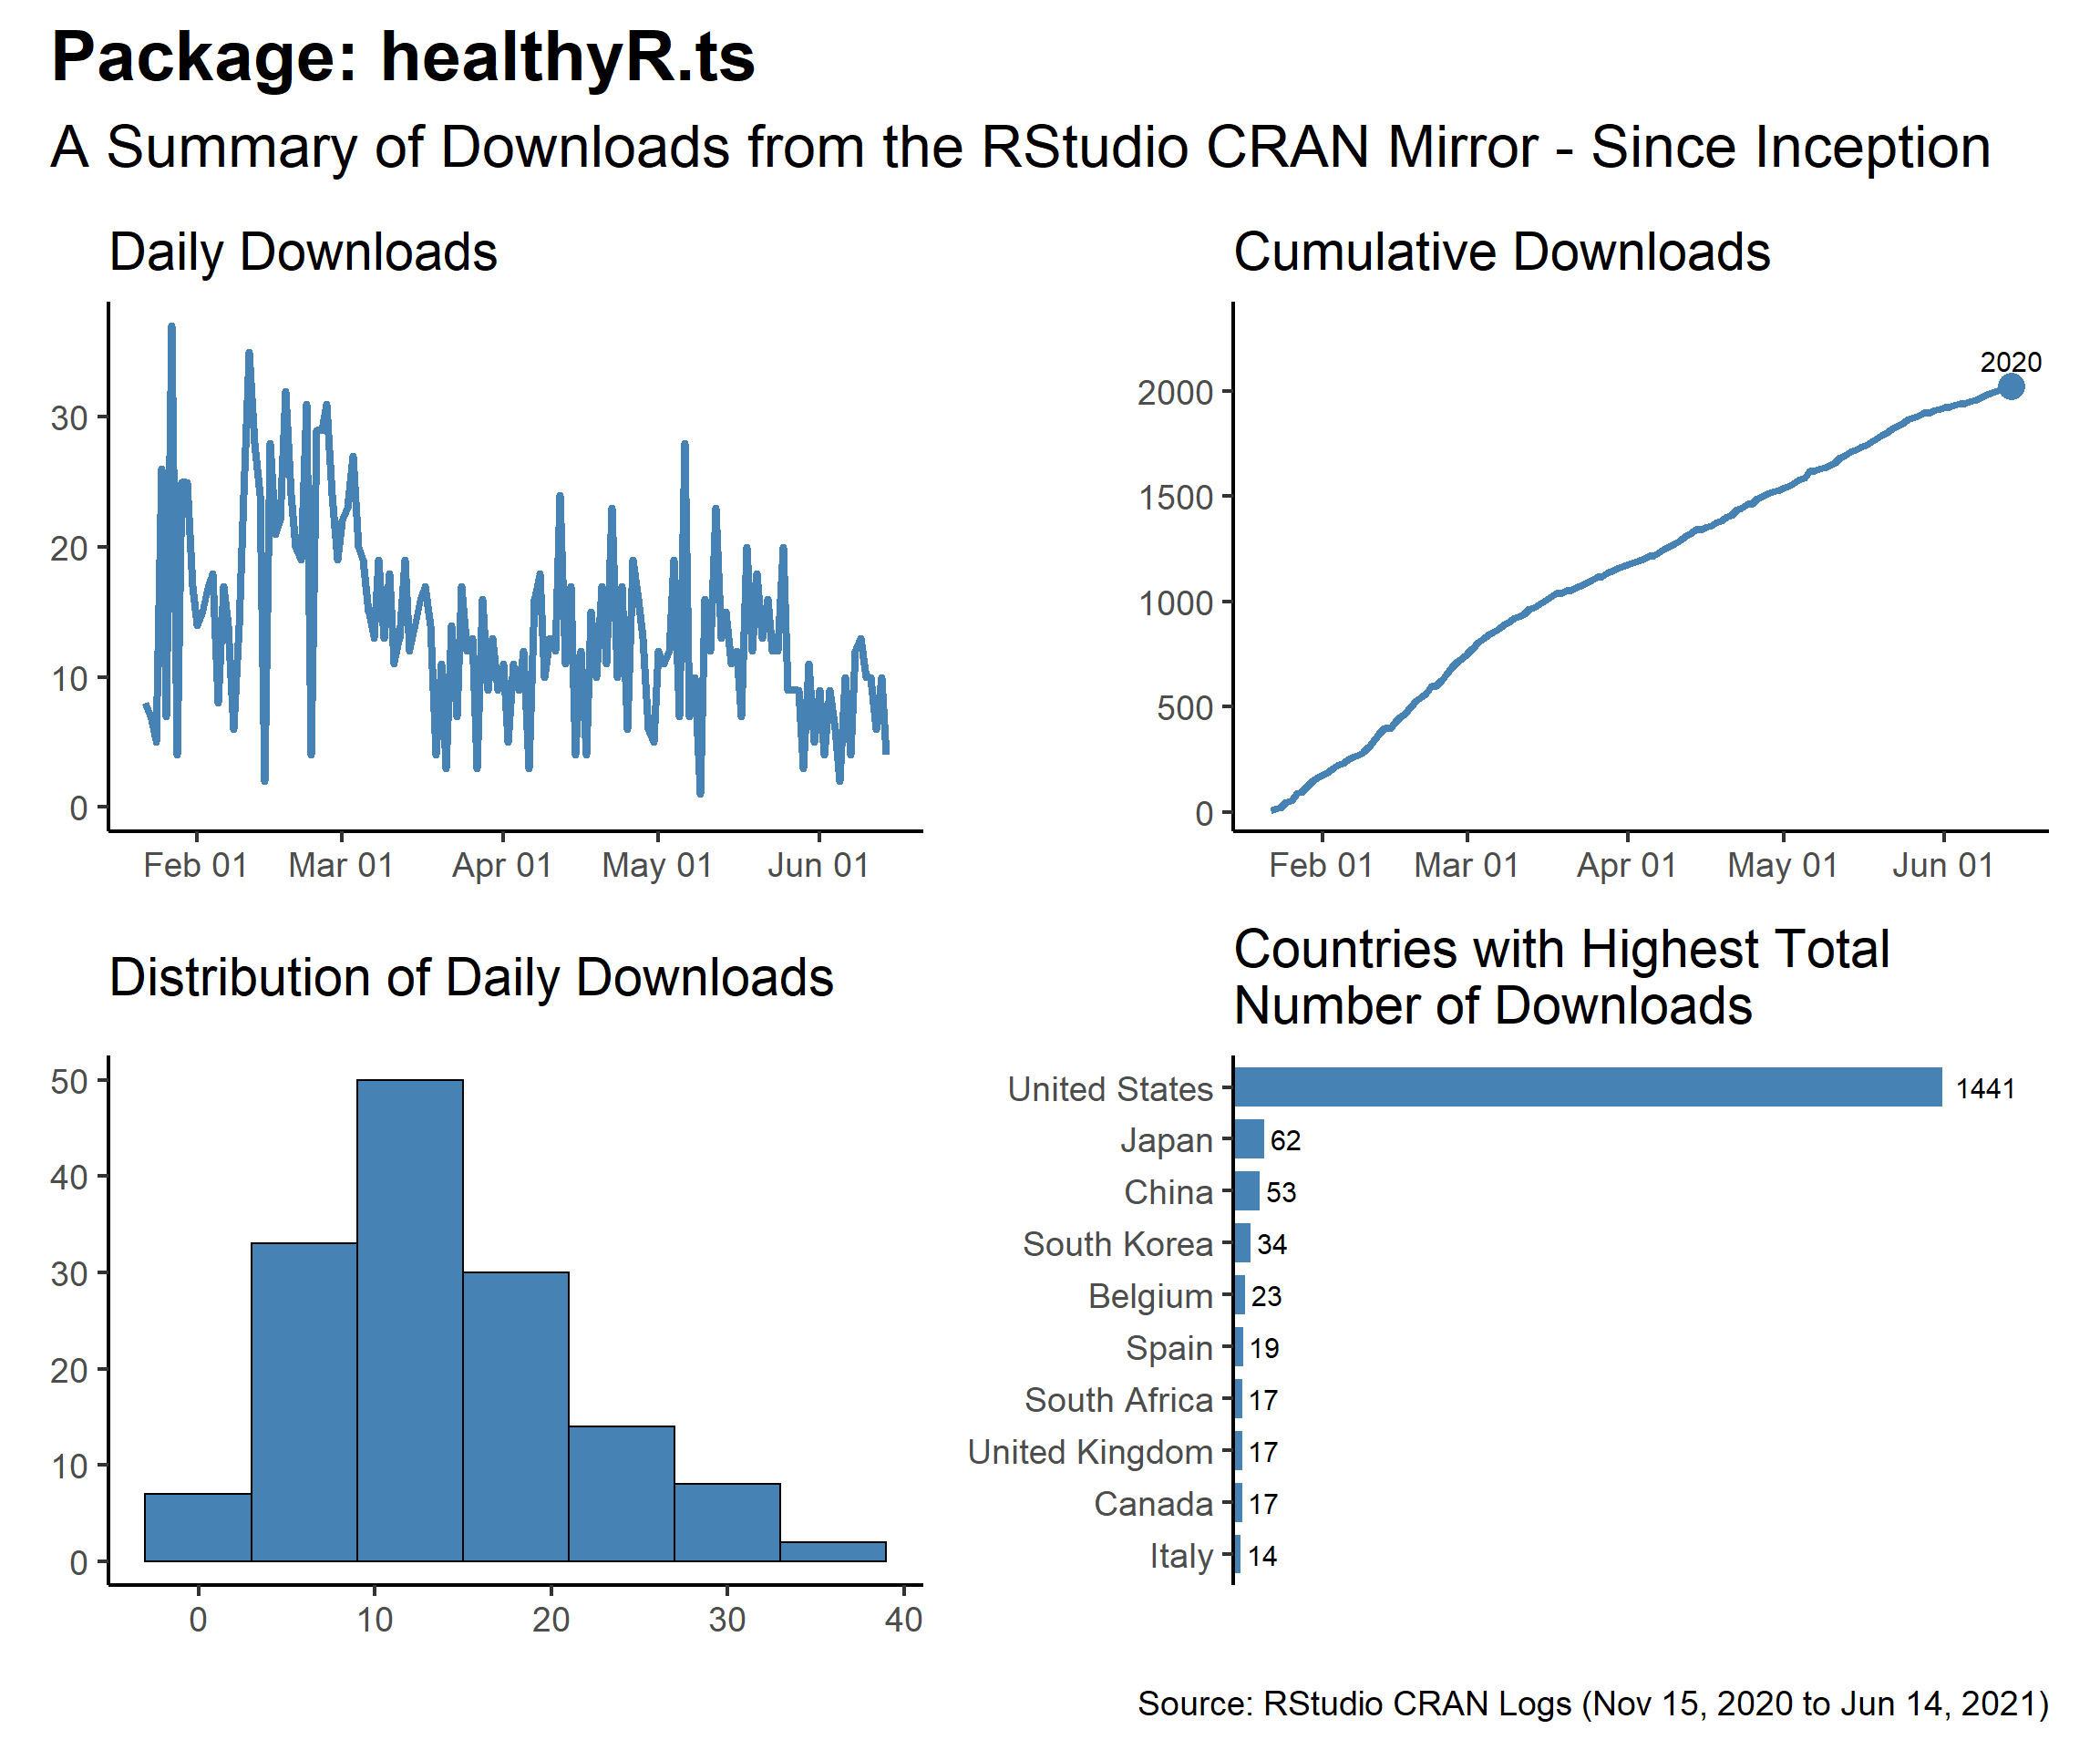 Package: healthyR.ts
A Summary of Downloads from the RStudio CRAN Mirror - Since Inception
Daily Downloads
30
20
10
0
Feb 01 Mar 01 Apr 01 May 01 Jun 01
Cumulative Downloads
2020
2000
1500
1000
500
0
Feb 01 Mar 01 Apr 01 May 01 Jun 01
Distribution of Daily Downloads
50
40
30
20
10
0
0 10 20 30 40
Countries with Highest Total
Number of Downloads
United States 1441
Japan 62
China 53
South Korea 34
Belgium 23
Spain 19
South Africa 17
United Kingdom 17
Canada 17
Italy 14
Source: RStudio CRAN Logs (Nov 15, 2020 to Jun 14, 2021)